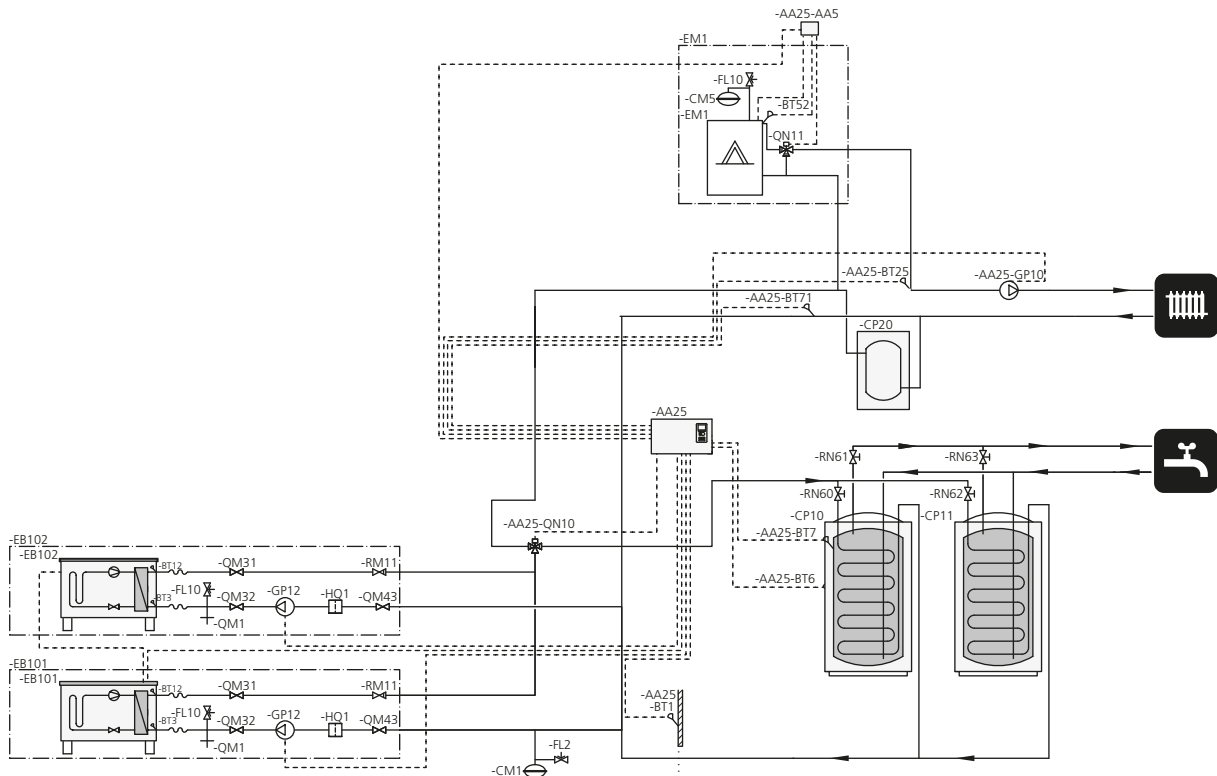 -AA25-AA5
-EM1
-FL10
-CM5
-BT52
-EM1
-QN11
-AA25-BT25
-AA25-GP10
-AA25-BT71
-CP20
-AA25
-RN61
-RN63
-RN60
-RN62
-CP10
-CP11
-AA25-QN10
-AA25-BT7
-AA25-BT6
-EB102
-EB102
-BT12
-QM31
-RM11
-FL10
-BT3
-QM32
-GP12
-HQ1
-QM43
-QM1
-EB101
-EB101
-BT12
-QM31
-RM11
-FL10
-BT3
-QM32
-GP12
-HQ1
-QM43
-QM1
-AA25
-BT1
-FL2
-CM1